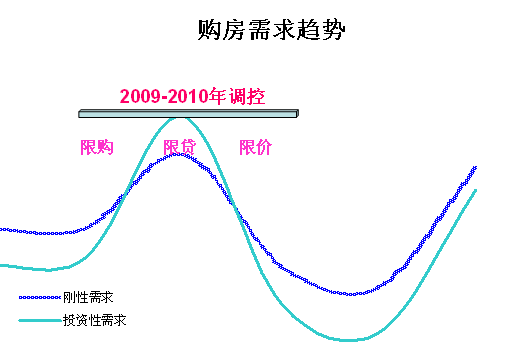 购房需求趋势
2009-2010年调控
限购 限贷 限价
刚性需求
投资性需求